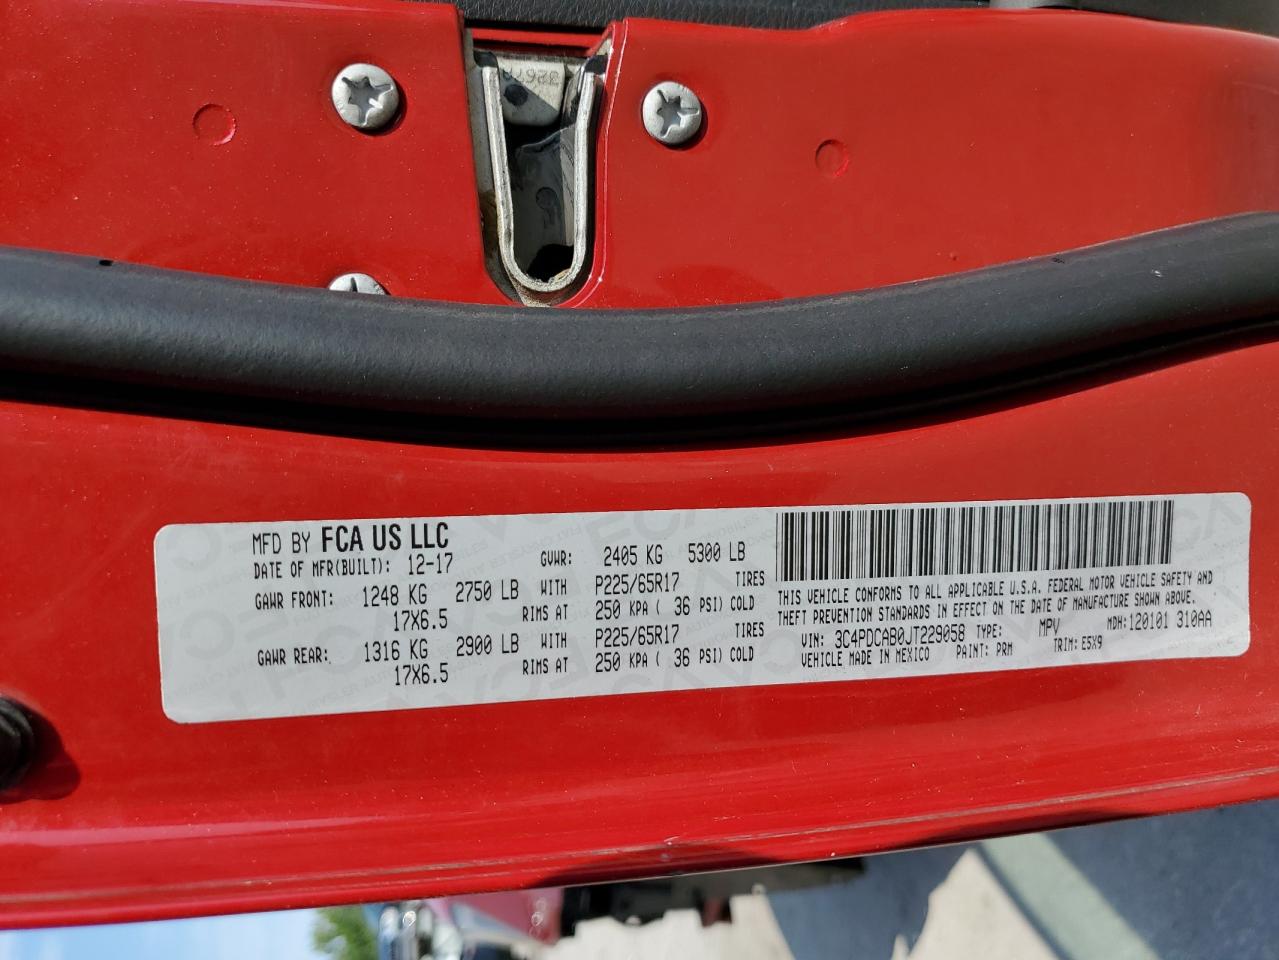 MFD BY FCA US LLC
DATE OF MFR(BUILT): 12-17 GVWR: 2405 KG 5300 LB
GAWR FRONT: 1248 KG 2750 LB WITH P225/65R17 TIRES
17X6.5 RIMS AT 250 KPA ( 36 PSI) COLD
GAWR REAR: 1316 KG 2900 LB WITH P225/65R17 TIRES
17X6.5 RIMS AT 250 KPA ( 36 PSI) COLD
THIS VEHICLE CONFORMS TO ALL APPLICABLE U.S.A. FEDERAL MOTOR VEHICLE SAFETY AND
THEFT PREVENTION STANDARDS IN EFFECT ON THE DATE OF MANUFACTURE SHOWN ABOVE.
VIN: 3C4PDCAB0JT229058 TYPE: MPV MDH:120101 310AA
VEHICLE MADE IN MEXICO PAINT: PRM TRIM: E5X9